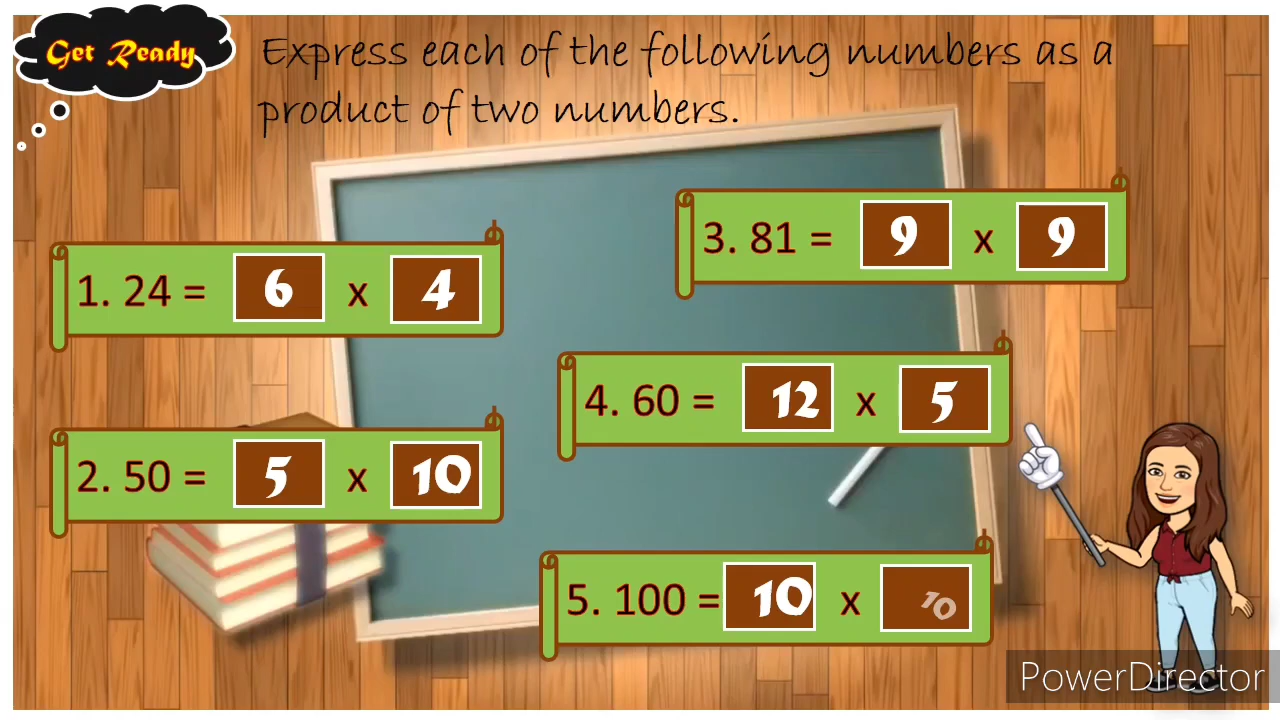 Get Ready
Express each of the following numbers as a
product of two numbers.
1. 24 = 6 x 4
2. 50 = 5 x 10
3. 81 = 9 x 9
4. 60 = 12 x 5
5. 100 = 10 x 10
PowerDirector